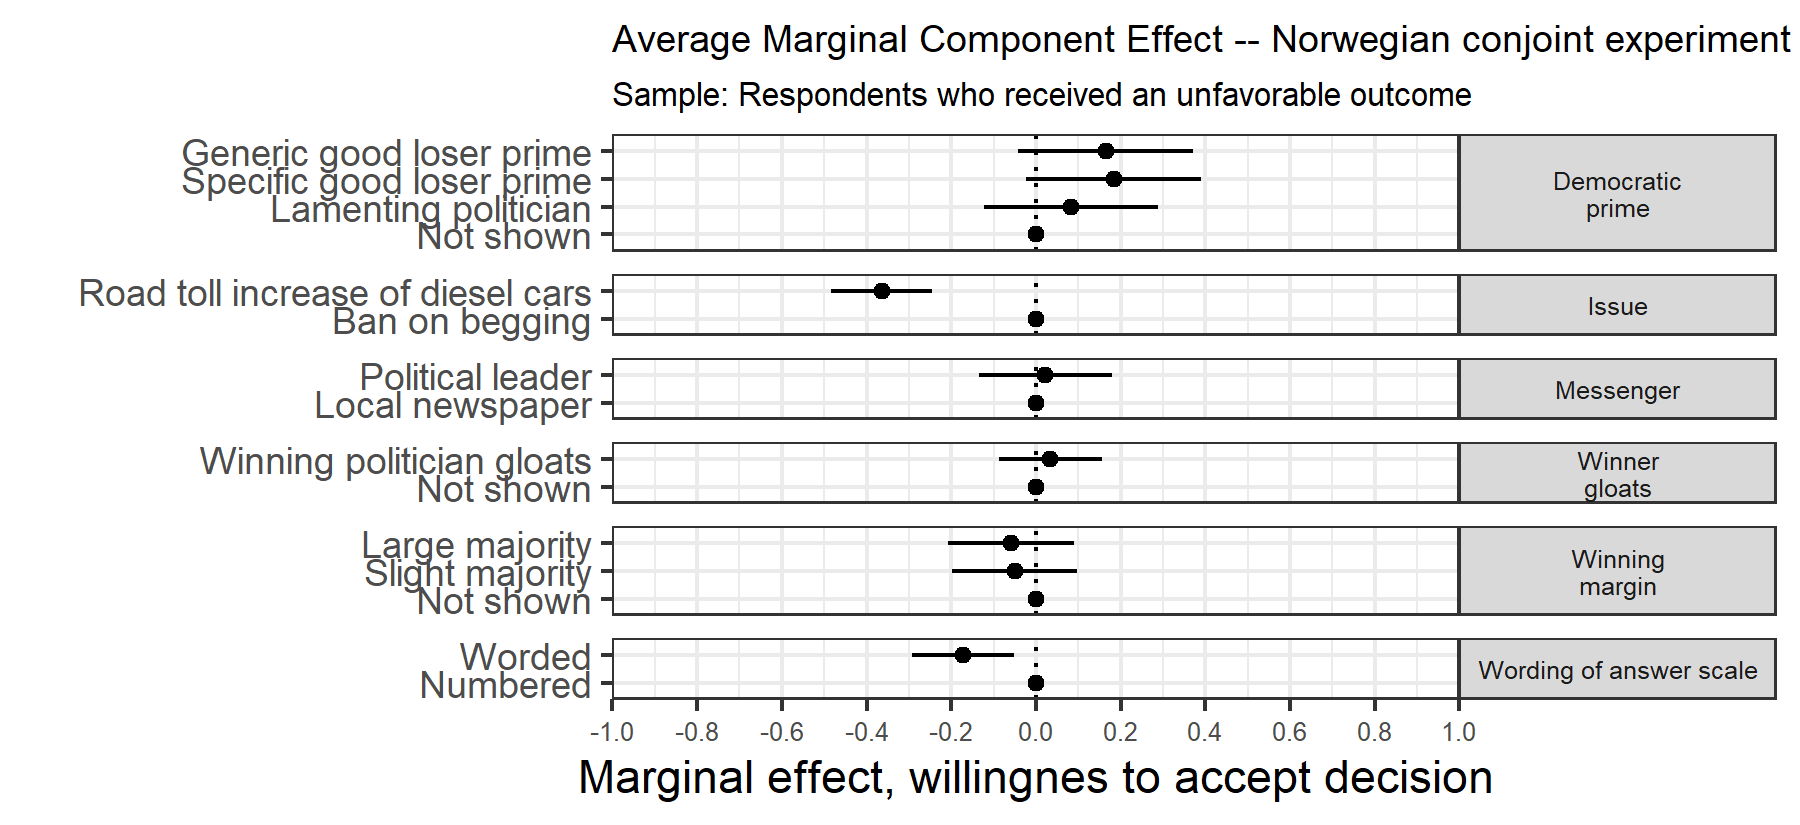 Average Marginal Component Effect -- Norwegian conjoint experiment
Sample: Respondents who received an unfavorable outcome
Generic good loser prime
Specific good loser prime
Lamenting politician
Not shown
Democratic
prime
Road toll increase of diesel cars
Ban on begging
Issue
Political leader
Local newspaper
Messenger
Winning politician gloats
Not shown
Winner
gloats
Large majority
Slight majority
Not shown
Winning
margin
Worded
Numbered
Wording of answer scale
-1.0 -0.8 -0.6 -0.4 -0.2 0.0 0.2 0.4 0.6 0.8 1.0
Marginal effect, willingnes to accept decision